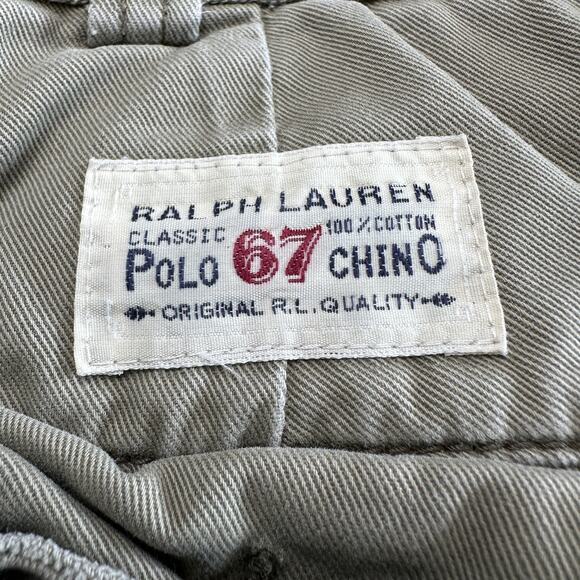 RALPH LAUREN
CLASSIC 67 100% COTTON
POLO CHINO
ORIGINAL R.L. QUALITY